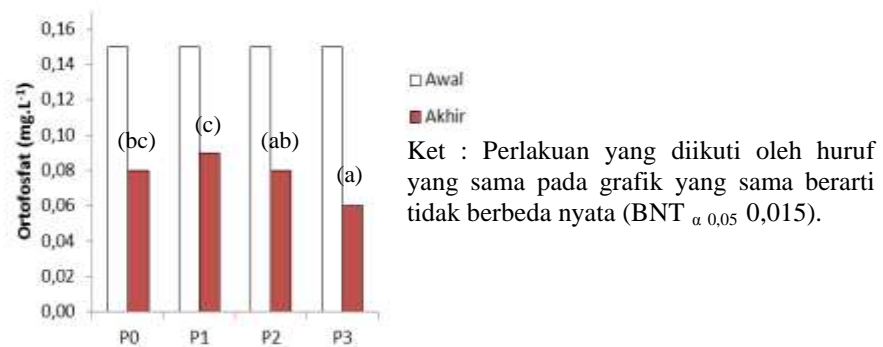 0,16
0,14
0,12
0,10
0,08
0,06
0,04
0,02
0,00
Ortofosfat (mg.L⁻¹)
(bc)
(c)
(ab)
(a)
P0 P1 P2 P3
Awal
Akhir
Ket : Perlakuan yang diikuti oleh huruf
yang sama pada grafik yang sama berarti
tidak berbeda nyata (BNT α 0,05 0,015).